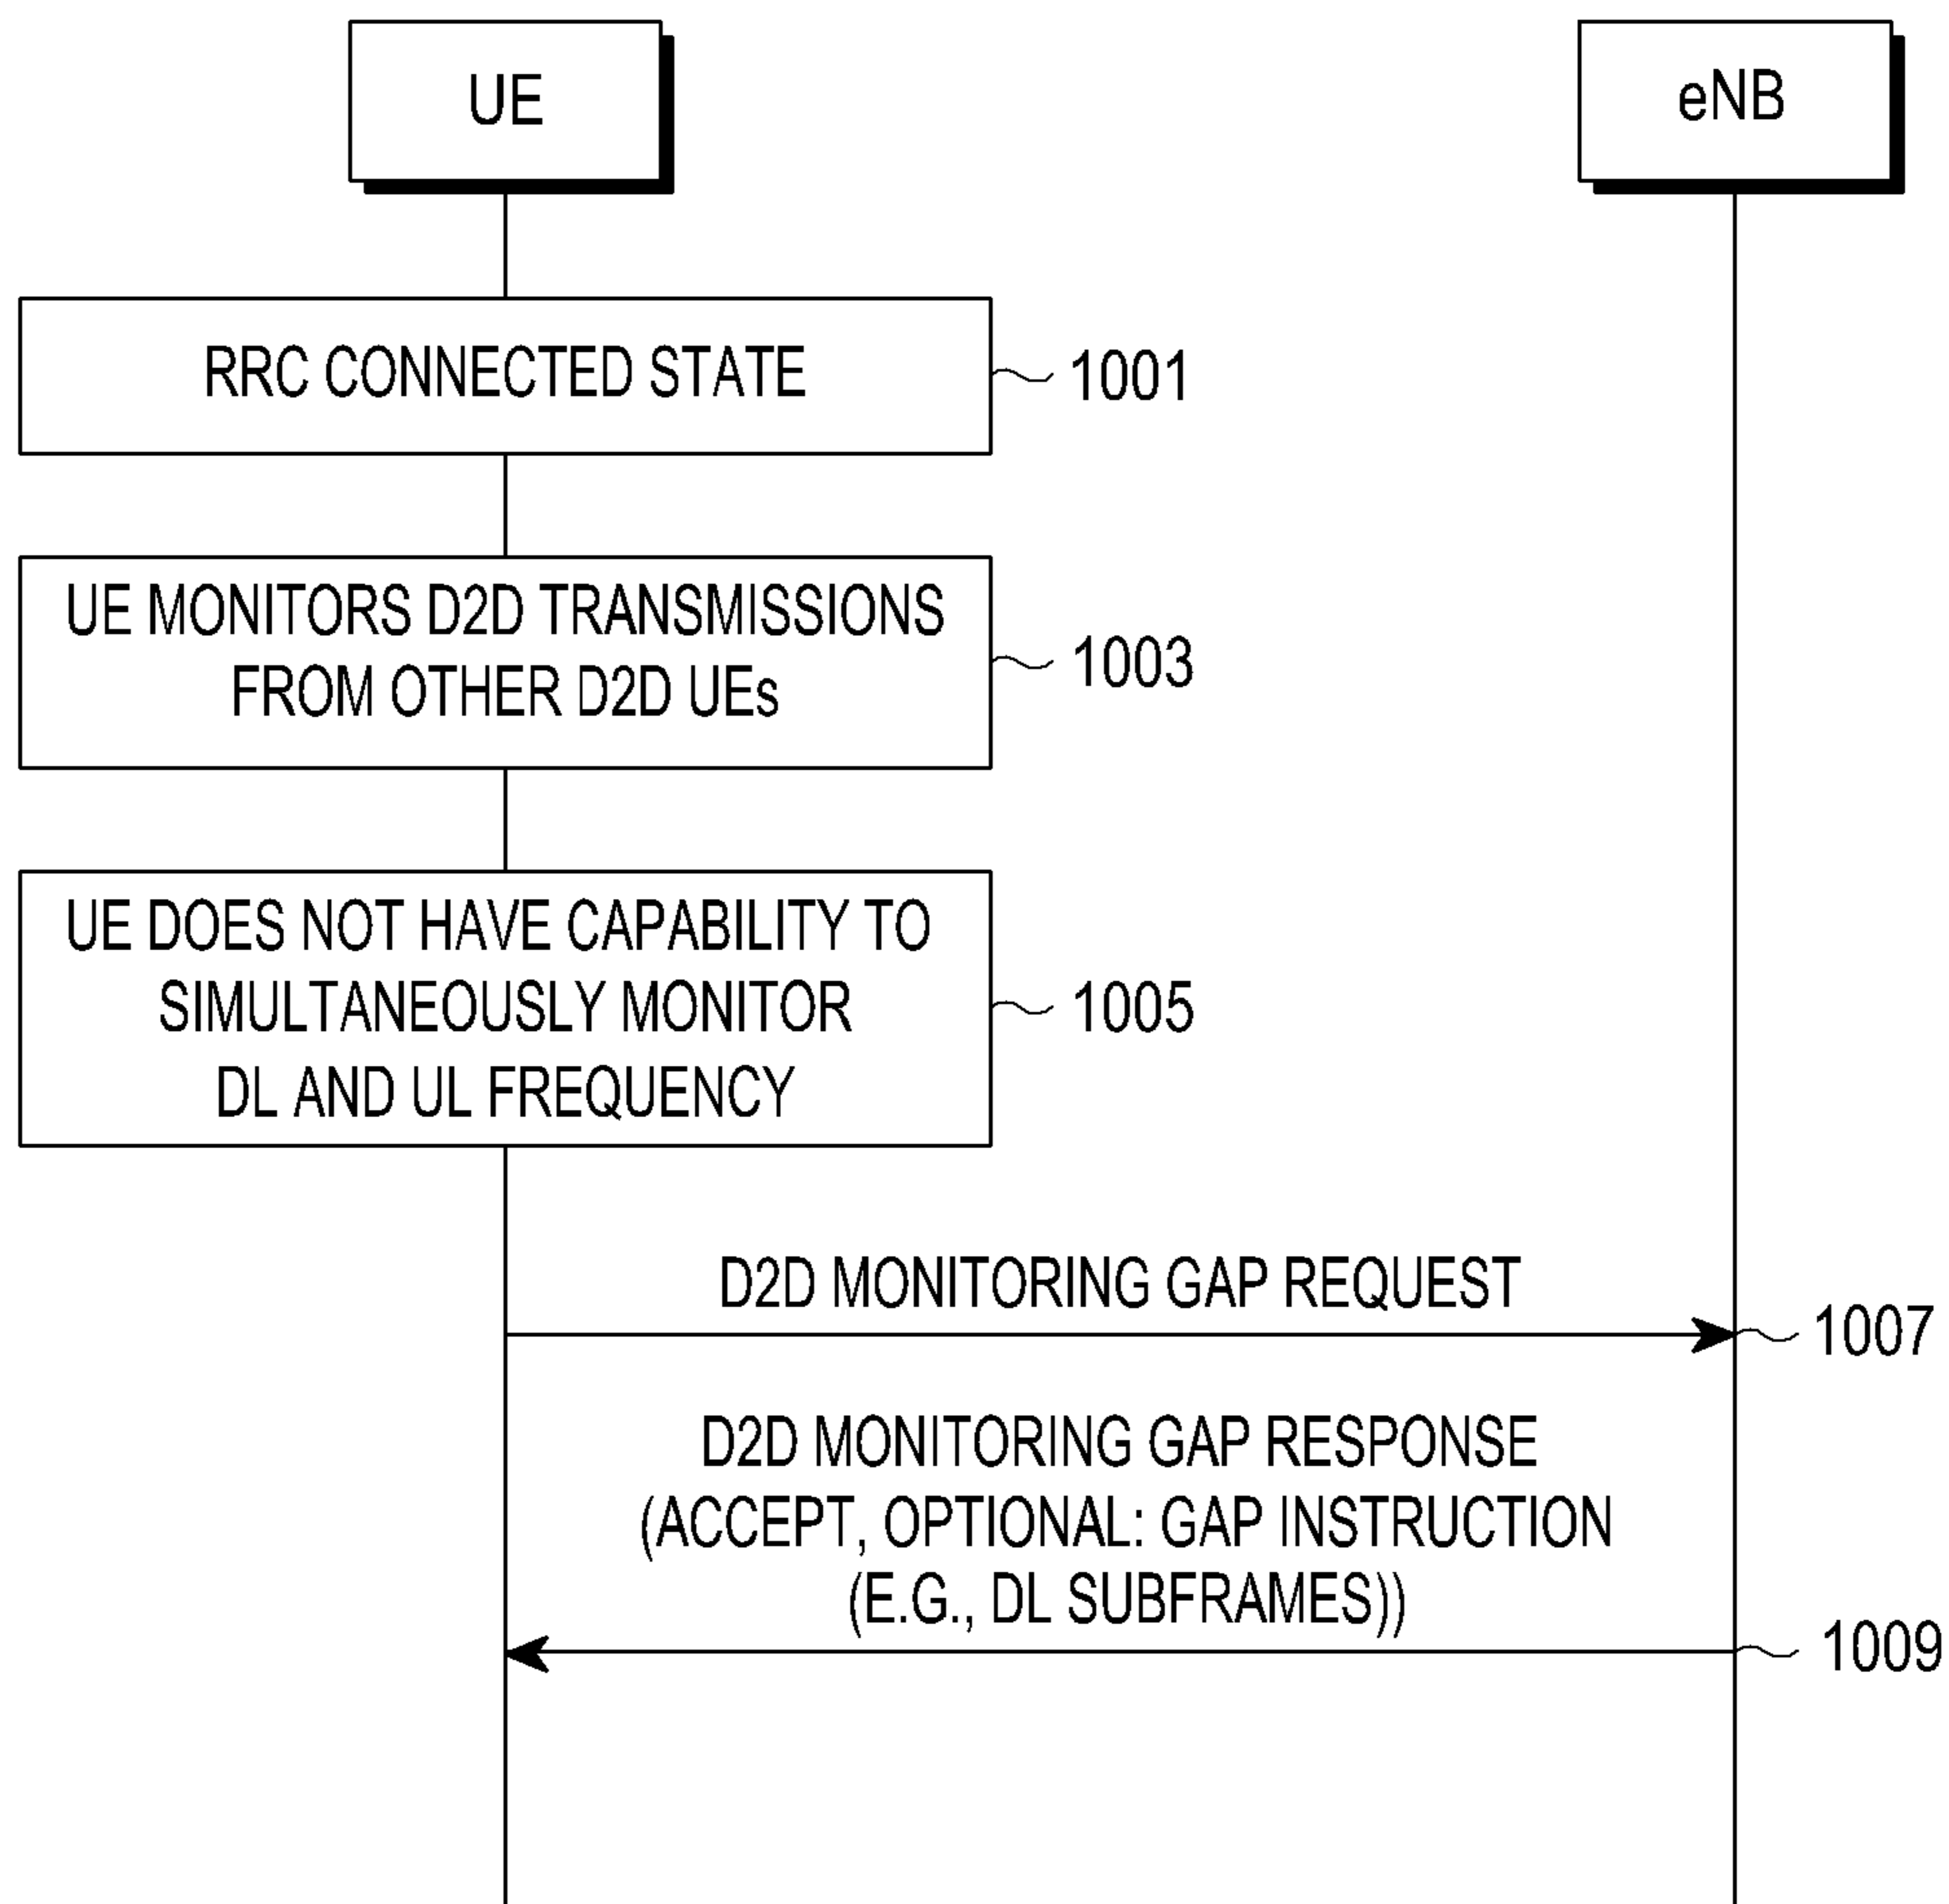 UE
eNB
RRC CONNECTED STATE
1001
UE MONITORS D2D TRANSMISSIONS
FROM OTHER D2D UEs
1003
UE DOES NOT HAVE CAPABILITY TO
SIMULTANEOUSLY MONITOR
DL AND UL FREQUENCY
1005
D2D MONITORING GAP REQUEST
1007
D2D MONITORING GAP RESPONSE
(ACCEPT, OPTIONAL: GAP INSTRUCTION
(E.G., DL SUBFRAMES))
1009